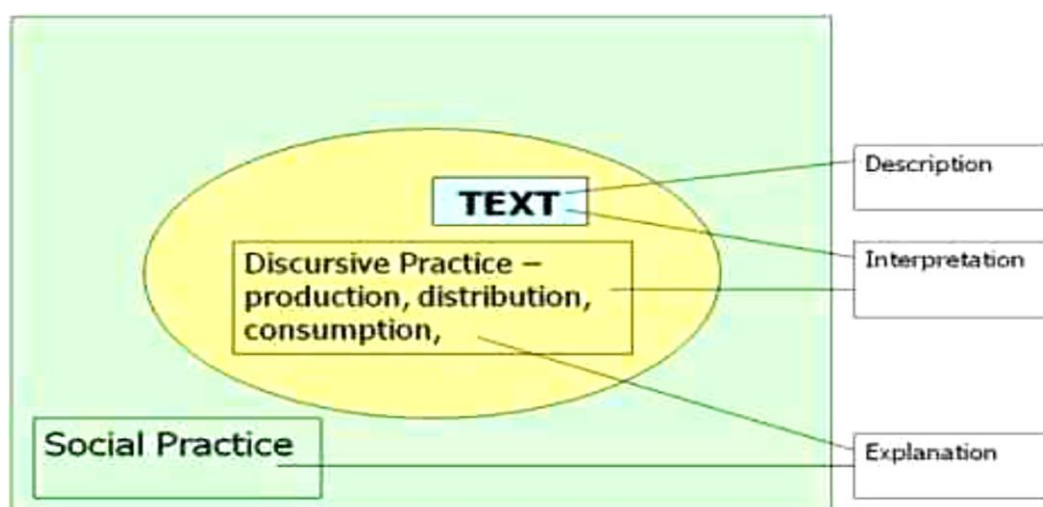 Description
TEXT
Interpretation
Discursive Practice –
production, distribution,
consumption,
Social Practice
Explanation